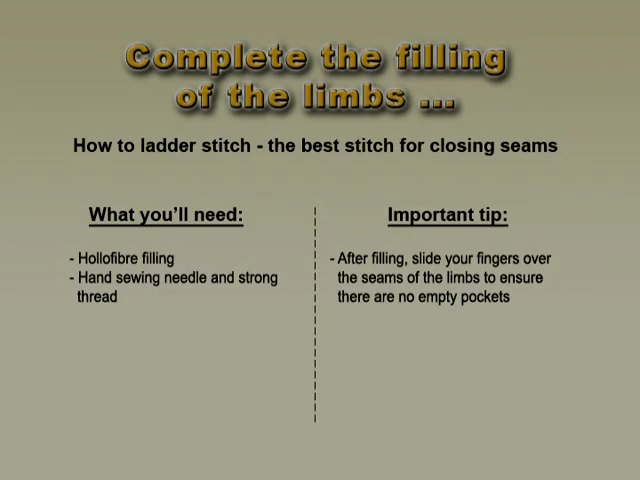 Complete the filling
of the limbs ...
How to ladder stitch - the best stitch for closing seams
What you'll need:
- Hollofibre filling
- Hand sewing needle and strong
thread
Important tip:
- After filling, slide your fingers over
the seams of the limbs to ensure
there are no empty pockets